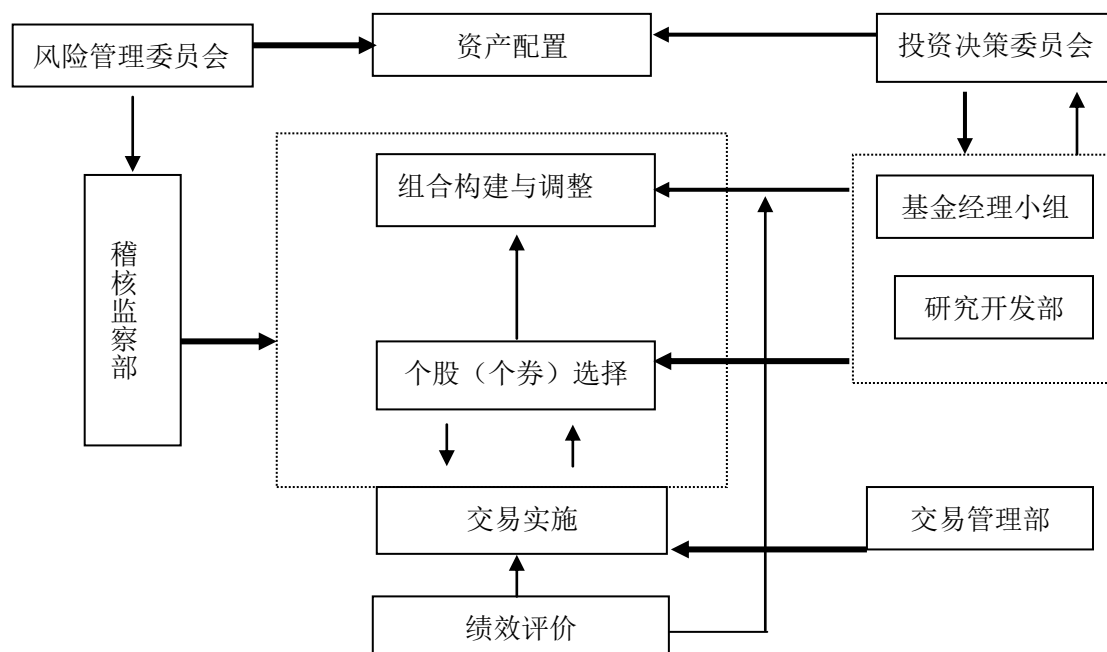 风险管理委员会
资产配置
投资决策委员会
组合构建与调整
基金经理小组
稽核监察部
研究开发部
个股（个券）选择
交易实施
交易管理部
绩效评价